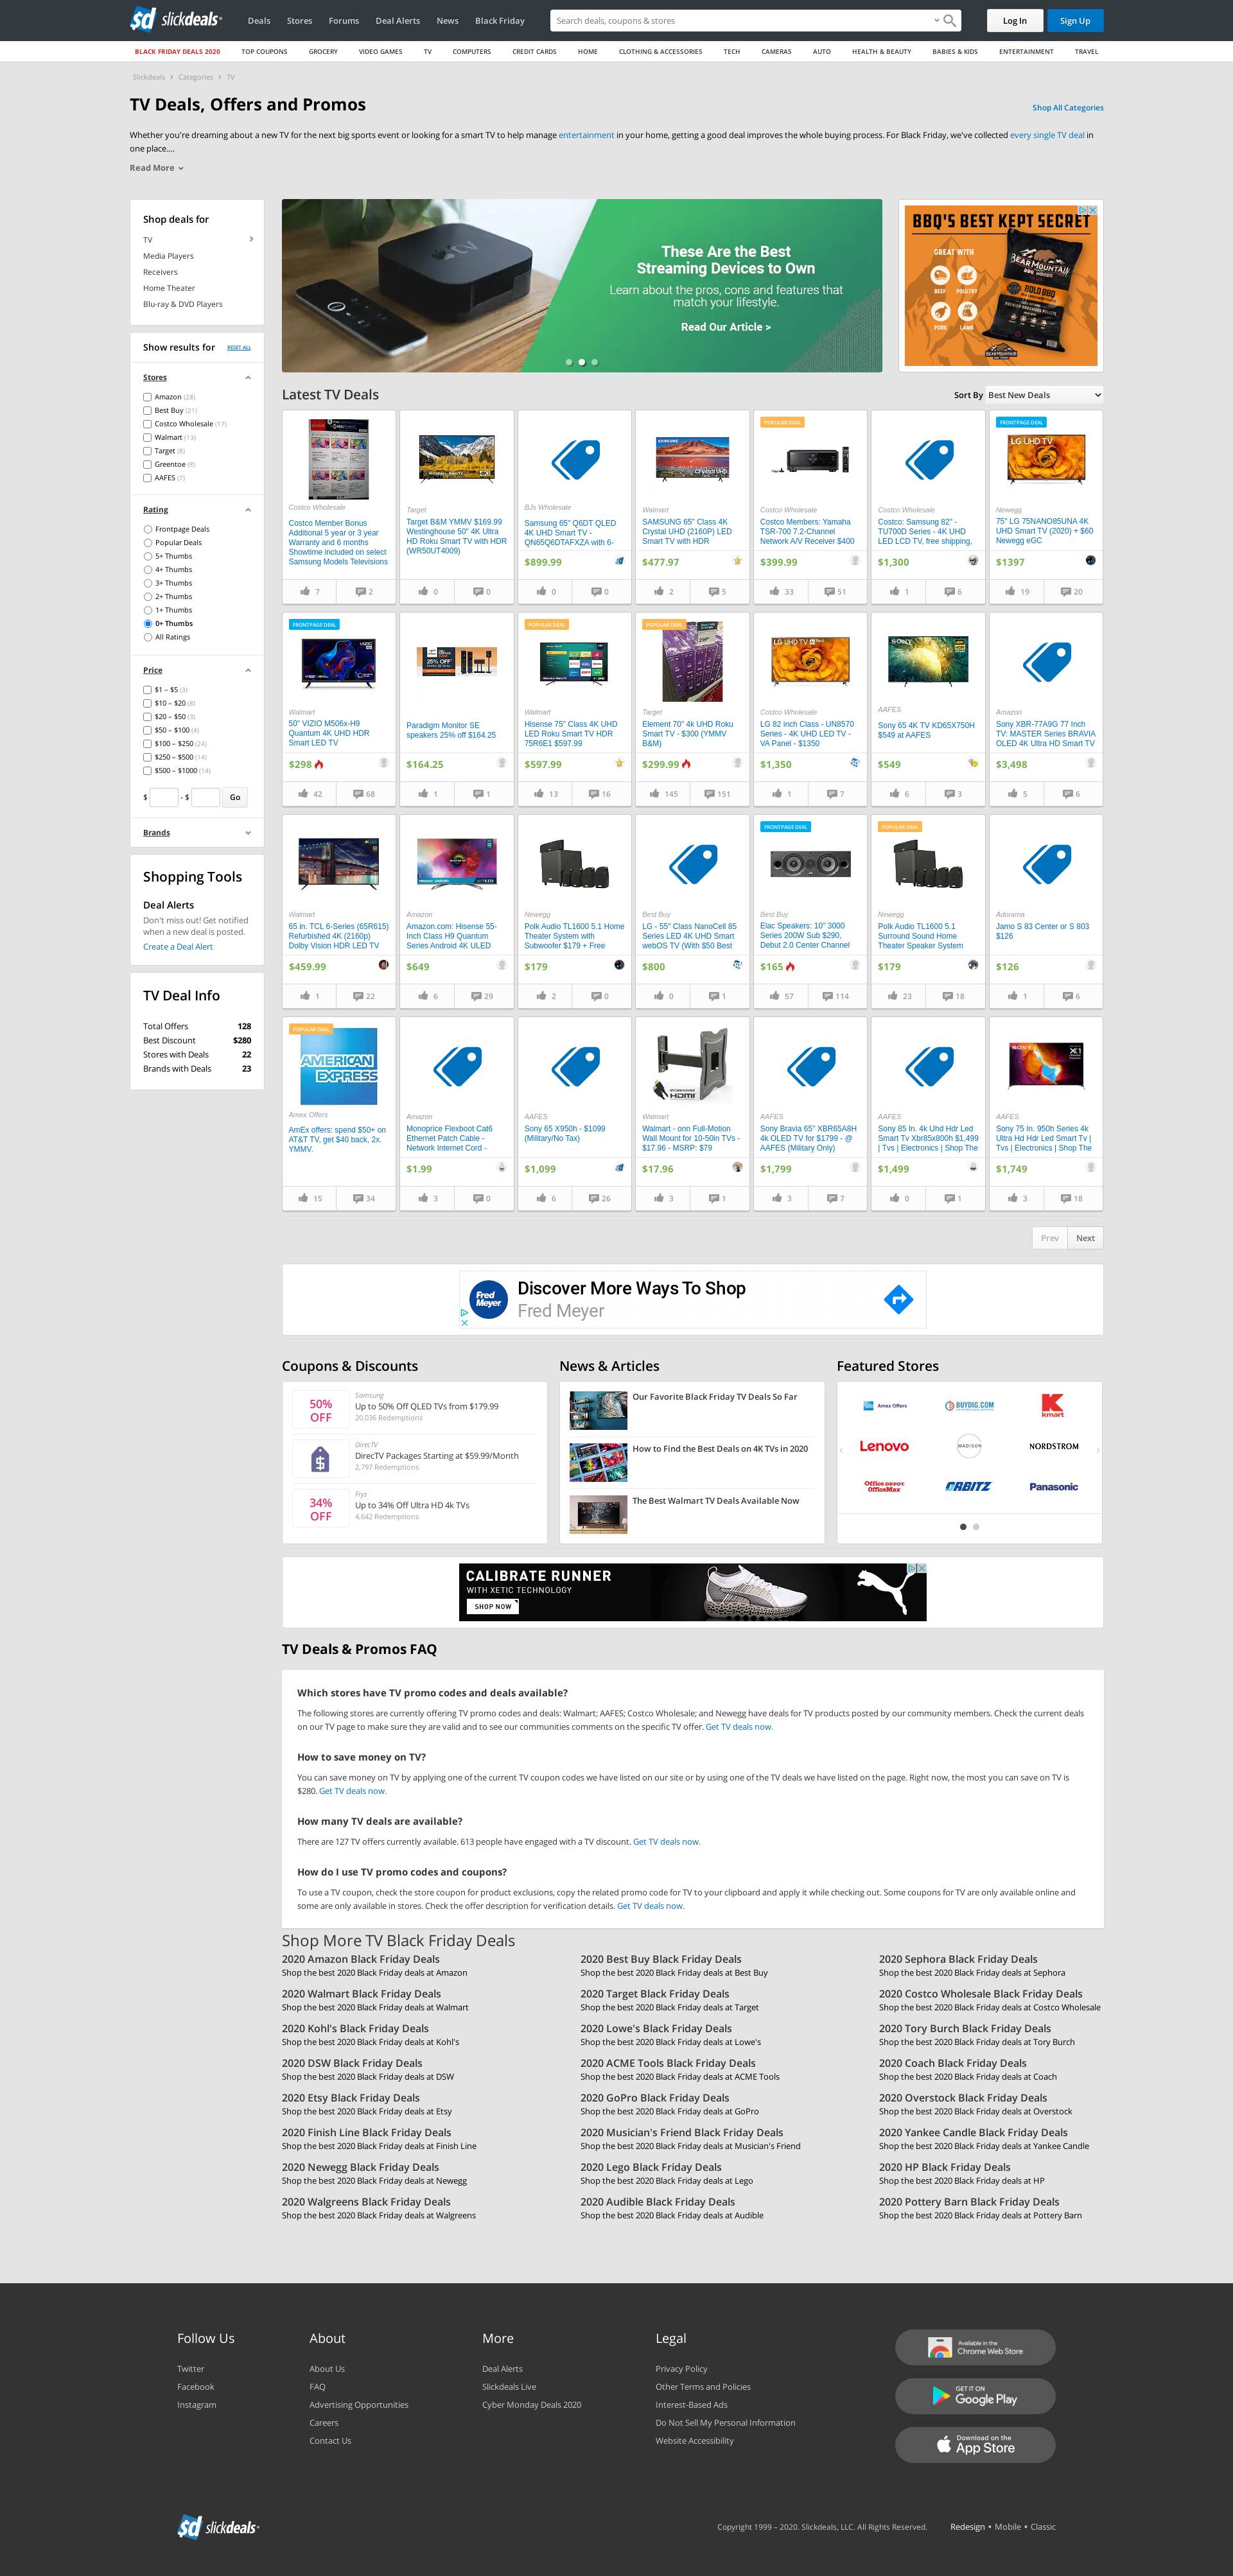 slickdeals
Deals
Stores
Forums
Deal Alerts
News
Black Friday
Search deals, coupons & stores
Log In
Sign Up
BLACK FRIDAY DEALS 2020
TOP COUPONS
GROCERY
VIDEO GAMES
TV
COMPUTERS
CREDIT CARDS
HOME
CLOTHING & ACCESSORIES
TECH
CAMERAS
AUTO
HEALTH & BEAUTY
BABIES & KIDS
ENTERTAINMENT
TRAVEL
Slickdeals > Categories > TV
TV Deals, Offers and Promos
Shop All Categories
Whether you're dreaming about a new TV for the next big sports event or looking for a smart TV to help manage entertainment in your home, getting a good deal improves the whole buying process. For Black Friday, we've collected every single TV deal in
one place....
Read More
Shop deals for
TV
Media Players
Receivers
Home Theater
Blu-ray & DVD Players
Show results for
RESET ALL
Stores
Amazon (28)
Best Buy (21)
Costco Wholesale (17)
Walmart (13)
Target (8)
Greentoe (8)
AAFES (7)
Rating
Frontpage Deals
Popular Deals
5+ Thumbs
4+ Thumbs
3+ Thumbs
2+ Thumbs
1+ Thumbs
0+ Thumbs
All Ratings
Price
$1 – $5 (3)
$10 – $20 (8)
$20 – $50 (3)
$50 – $100 (4)
$100 – $250 (24)
$250 – $500 (14)
$500 – $1000 (14)
$ - $ Go
Brands
Shopping Tools
Deal Alerts
Don't miss out! Get notified
when a new deal is posted.
Create a Deal Alert
TV Deal Info
Total Offers 128
Best Discount $280
Stores with Deals 22
Brands with Deals 23
These Are the Best
Streaming Devices to Own
Learn about the pros, cons and features that
match your lifestyle.
Read Our Article >
BBQ'S BEST KEPT SECRET
GREAT WITH
BEEF
POULTRY
PORK
LAMB
BEAR MOUNTAIN
BOLD BBQ
BEAR MOUNTAIN
Latest TV Deals
Sort By Best New Deals
Costco Wholesale
Costco Member Bonus
Additional 5 year or 3 year
Warranty and 6 months
Showtime included on select
Samsung Models Televisions
7
2
Target
Target B&M YMMV $169.99
Westinghouse 50" 4K Ultra
HD Roku Smart TV with HDR
(WR50UT4009)
0
0
BJs Wholesale
Samsung 65" Q6DT QLED
4K UHD Smart TV -
QN65Q6DTAFXZA with 6-
$899.99
0
0
SAMSUNG
Crystal UHD
Walmart
SAMSUNG 65" Class 4K
Crystal UHD (2160P) LED
Smart TV with HDR
$477.97
2
5
POPULAR DEAL
Costco Wholesale
Costco Members: Yamaha
TSR-700 7.2-Channel
Network A/V Receiver $400
$399.99
33
51
Costco Wholesale
Costco: Samsung 82" -
TU700D Series - 4K UHD
LED LCD TV, free shipping,
$1,300
1
6
FRONTPAGE DEAL
LG UHD TV
Newegg
75" LG 75NANO85UNA 4K
UHD Smart TV (2020) + $60
Newegg eGC
$1397
19
20
FRONTPAGE DEAL
VIZIO
Walmart
50" VIZIO M506x-H9
Quantum 4K UHD HDR
Smart LED TV
$298
42
68
25% OFF
Paradigm Monitor SE
speakers 25% off $164.25
$164.25
1
1
POPULAR DEAL
Walmart
Hisense 75" Class 4K UHD
LED Roku Smart TV HDR
75R6E1 $597.99
$597.99
13
16
POPULAR DEAL
Target
Element 70" 4k UHD Roku
Smart TV - $300 (YMMV
B&M)
$299.99
145
151
LG UHD TV
Costco Wholesale
LG 82 inch Class - UN8570
Series - 4K UHD LED TV -
VA Panel - $1350
$1,350
1
7
SONY
AAFES
Sony 65 4K TV KD65X750H
$549 at AAFES
$549
6
3
Amazon
Sony XBR-77A9G 77 Inch
TV: MASTER Series BRAVIA
OLED 4K Ultra HD Smart TV
$3,498
5
6
Walmart
65 in. TCL 6-Series (65R615)
Refurbished 4K (2160p)
Dolby Vision HDR LED TV
$459.99
1
22
Amazon
Amazon.com: Hisense 55-
Inch Class H9 Quantum
Series Android 4K ULED
$649
6
29
Newegg
Polk Audio TL1600 5.1 Home
Theater System with
Subwoofer $179 + Free
$179
2
0
Best Buy
LG - 55" Class NanoCell 85
Series LED 4K UHD Smart
webOS TV (With $50 Best
$800
0
1
FRONTPAGE DEAL
Best Buy
Elac Speakers: 10" 3000
Series 200W Sub $290,
Debut 2.0 Center Channel
$165
57
114
POPULAR DEAL
Newegg
Polk Audio TL1600 5.1
Surround Sound Home
Theater Speaker System
$179
23
18
Adorama
Jamo S 83 Center or S 803
$126
$126
1
6
POPULAR DEAL
AMERICAN
EXPRESS
Amex Offers
AmEx offers: spend $50+ on
AT&T TV, get $40 back, 2x.
YMMV.
15
34
Amazon
Monoprice Flexboot Cat6
Ethernet Patch Cable -
Network Internet Cord -
$1.99
3
0
AAFES
Sony 65 X950h - $1099
(Military/No Tax)
$1,099
6
26
HDMI
Walmart
Walmart - onn Full-Motion
Wall Mount for 10-50in TVs -
$17.96 - MSRP: $79
$17.96
3
1
AAFES
Sony Bravia 65" XBR65A8H
4k OLED TV for $1799 - @
AAFES (Military Only)
$1,799
3
7
AAFES
Sony 85 In. 4k Uhd Hdr Led
Smart Tv Xbr85x800h $1,499
| Tvs | Electronics | Shop The
$1,499
0
1
SONY
X1
AAFES
Sony 75 In. 950h Series 4k
Ultra Hd Hdr Led Smart Tv |
Tvs | Electronics | Shop The
$1,749
3
18
Prev
Next
Fred Meyer
Discover More Ways To Shop
Fred Meyer
Coupons & Discounts
50%
OFF
Samsung
Up to 50% Off QLED TVs from $179.99
20,036 Redemptions
DirecTV
DirecTV Packages Starting at $59.99/Month
2,797 Redemptions
34%
OFF
Frys
Up to 34% Off Ultra HD 4k TVs
4,642 Redemptions
News & Articles
Our Favorite Black Friday TV Deals So Far
How to Find the Best Deals on 4K TVs in 2020
The Best Walmart TV Deals Available Now
Featured Stores
Amex Offers
BUYDIG.COM
Kmart
Lenovo
MADISON
NORDSTROM
Office DEPOT
OfficeMax
ORBITZ
Panasonic
CALIBRATE RUNNER
WITH XETIC TECHNOLOGY
SHOP NOW
TV Deals & Promos FAQ
Which stores have TV promo codes and deals available?
The following stores are currently offering TV promo codes and deals: Walmart; AAFES; Costco Wholesale; and Newegg have deals for TV products posted by our community members. Check the current deals
on our TV page to make sure they are valid and to see our communities comments on the specific TV offer. Get TV deals now.
How to save money on TV?
You can save money on TV by applying one of the current TV coupon codes we have listed on our site or by using one of the TV deals we have listed on the page. Right now, the most you can save on TV is
$280. Get TV deals now.
How many TV deals are available?
There are 127 TV offers currently available. 613 people have engaged with a TV discount. Get TV deals now.
How do I use TV promo codes and coupons?
To use a TV coupon, check the store coupon for product exclusions, copy the related promo code for TV to your clipboard and apply it while checking out. Some coupons for TV are only available online and
some are only available in stores. Check the offer description for verification details. Get TV deals now.
Shop More TV Black Friday Deals
2020 Amazon Black Friday Deals
Shop the best 2020 Black Friday deals at Amazon
2020 Best Buy Black Friday Deals
Shop the best 2020 Black Friday deals at Best Buy
2020 Sephora Black Friday Deals
Shop the best 2020 Black Friday deals at Sephora
2020 Walmart Black Friday Deals
Shop the best 2020 Black Friday deals at Walmart
2020 Target Black Friday Deals
Shop the best 2020 Black Friday deals at Target
2020 Costco Wholesale Black Friday Deals
Shop the best 2020 Black Friday deals at Costco Wholesale
2020 Kohl's Black Friday Deals
Shop the best 2020 Black Friday deals at Kohl's
2020 Lowe's Black Friday Deals
Shop the best 2020 Black Friday deals at Lowe's
2020 Tory Burch Black Friday Deals
Shop the best 2020 Black Friday deals at Tory Burch
2020 DSW Black Friday Deals
Shop the best 2020 Black Friday deals at DSW
2020 ACME Tools Black Friday Deals
Shop the best 2020 Black Friday deals at ACME Tools
2020 Coach Black Friday Deals
Shop the best 2020 Black Friday deals at Coach
2020 Etsy Black Friday Deals
Shop the best 2020 Black Friday deals at Etsy
2020 GoPro Black Friday Deals
Shop the best 2020 Black Friday deals at GoPro
2020 Overstock Black Friday Deals
Shop the best 2020 Black Friday deals at Overstock
2020 Finish Line Black Friday Deals
Shop the best 2020 Black Friday deals at Finish Line
2020 Musician's Friend Black Friday Deals
Shop the best 2020 Black Friday deals at Musician's Friend
2020 Yankee Candle Black Friday Deals
Shop the best 2020 Black Friday deals at Yankee Candle
2020 Newegg Black Friday Deals
Shop the best 2020 Black Friday deals at Newegg
2020 Lego Black Friday Deals
Shop the best 2020 Black Friday deals at Lego
2020 HP Black Friday Deals
Shop the best 2020 Black Friday deals at HP
2020 Walgreens Black Friday Deals
Shop the best 2020 Black Friday deals at Walgreens
2020 Audible Black Friday Deals
Shop the best 2020 Black Friday deals at Audible
2020 Pottery Barn Black Friday Deals
Shop the best 2020 Black Friday deals at Pottery Barn
Follow Us
Twitter
Facebook
Instagram
About
About Us
FAQ
Advertising Opportunities
Careers
Contact Us
More
Deal Alerts
Slickdeals Live
Cyber Monday Deals 2020
Legal
Privacy Policy
Other Terms and Policies
Interest-Based Ads
Do Not Sell My Personal Information
Website Accessibility
Available in the
Chrome Web Store
GET IT ON
Google Play
Download on the
App Store
slickdeals
Copyright 1999 – 2020. Slickdeals, LLC. All Rights Reserved.
Redesign • Mobile • Classic